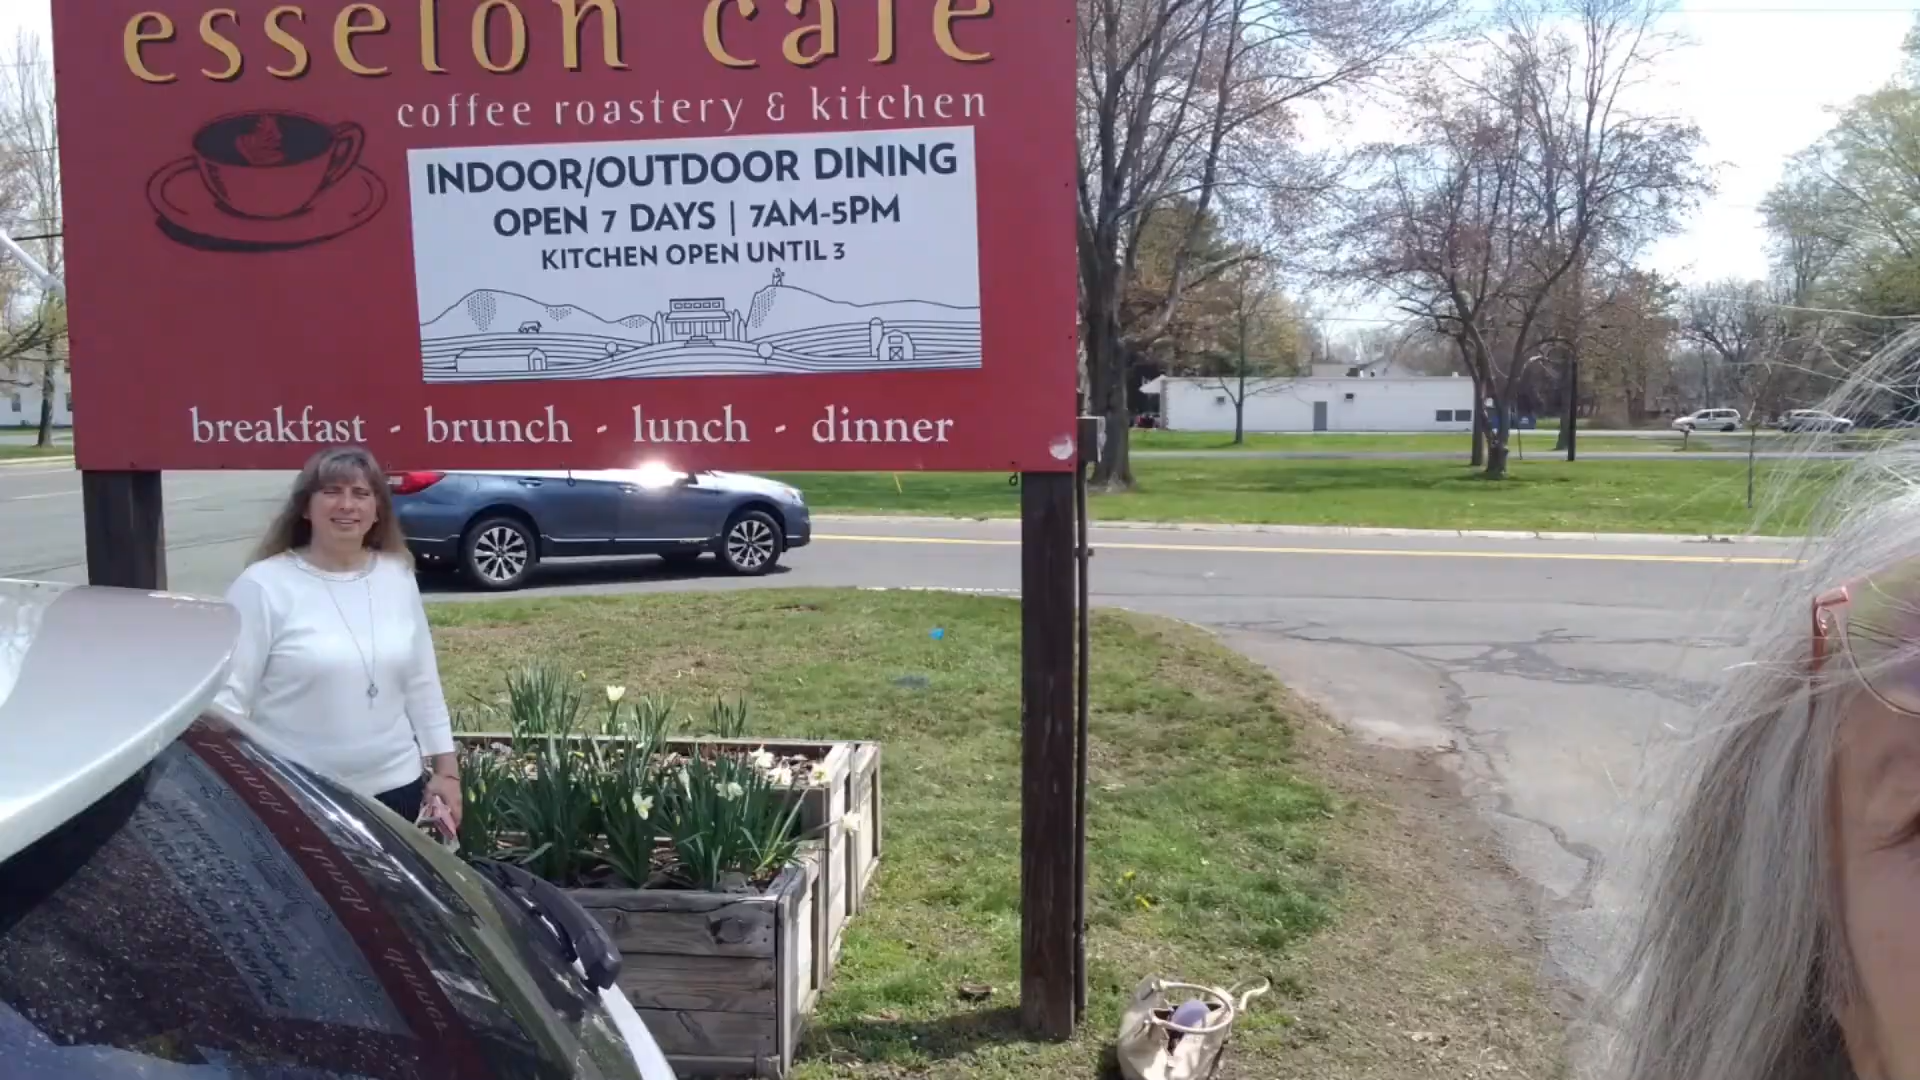 esselon cafe
coffee roastery & kitchen
INDOOR/OUTDOOR DINING
OPEN 7 DAYS | 7AM-5PM
KITCHEN OPEN UNTIL 3
breakfast - brunch - lunch - dinner